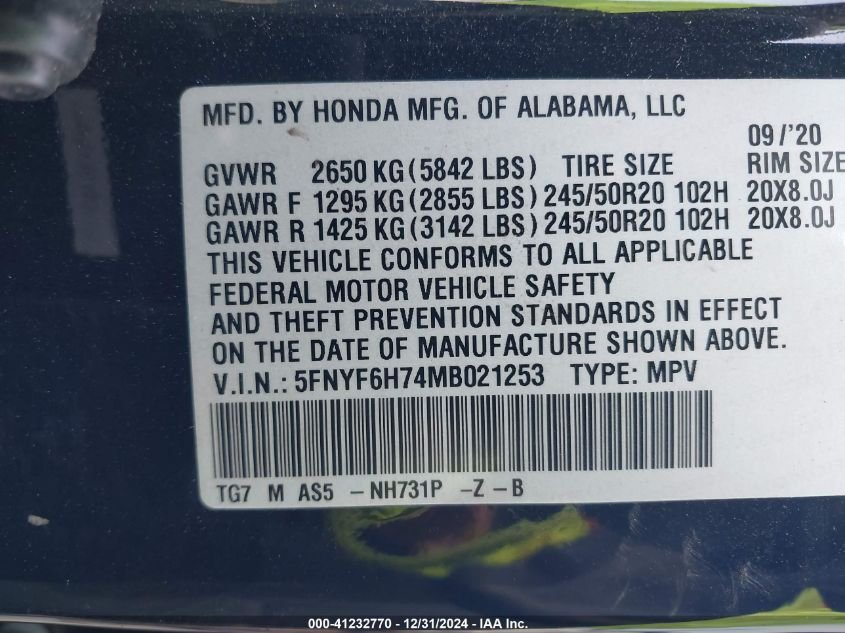 MFD. BY HONDA MFG. OF ALABAMA, LLC
09/'20
GVWR 2650 KG (5842 LBS) TIRE SIZE RIM SIZE
GAWR F 1295 KG (2855 LBS) 245/50R20 102H 20X8.0J
GAWR R 1425 KG (3142 LBS) 245/50R20 102H 20X8.0J
THIS VEHICLE CONFORMS TO ALL APPLICABLE
FEDERAL MOTOR VEHICLE SAFETY
AND THEFT PREVENTION STANDARDS IN EFFECT
ON THE DATE OF MANUFACTURE SHOWN ABOVE.
V.I.N.: 5FNYF6H74MB021253 TYPE: MPV
TG7 M AS5 –NH731P –Z –B
000-41232770 - 12/31/2024 - IAA Inc.